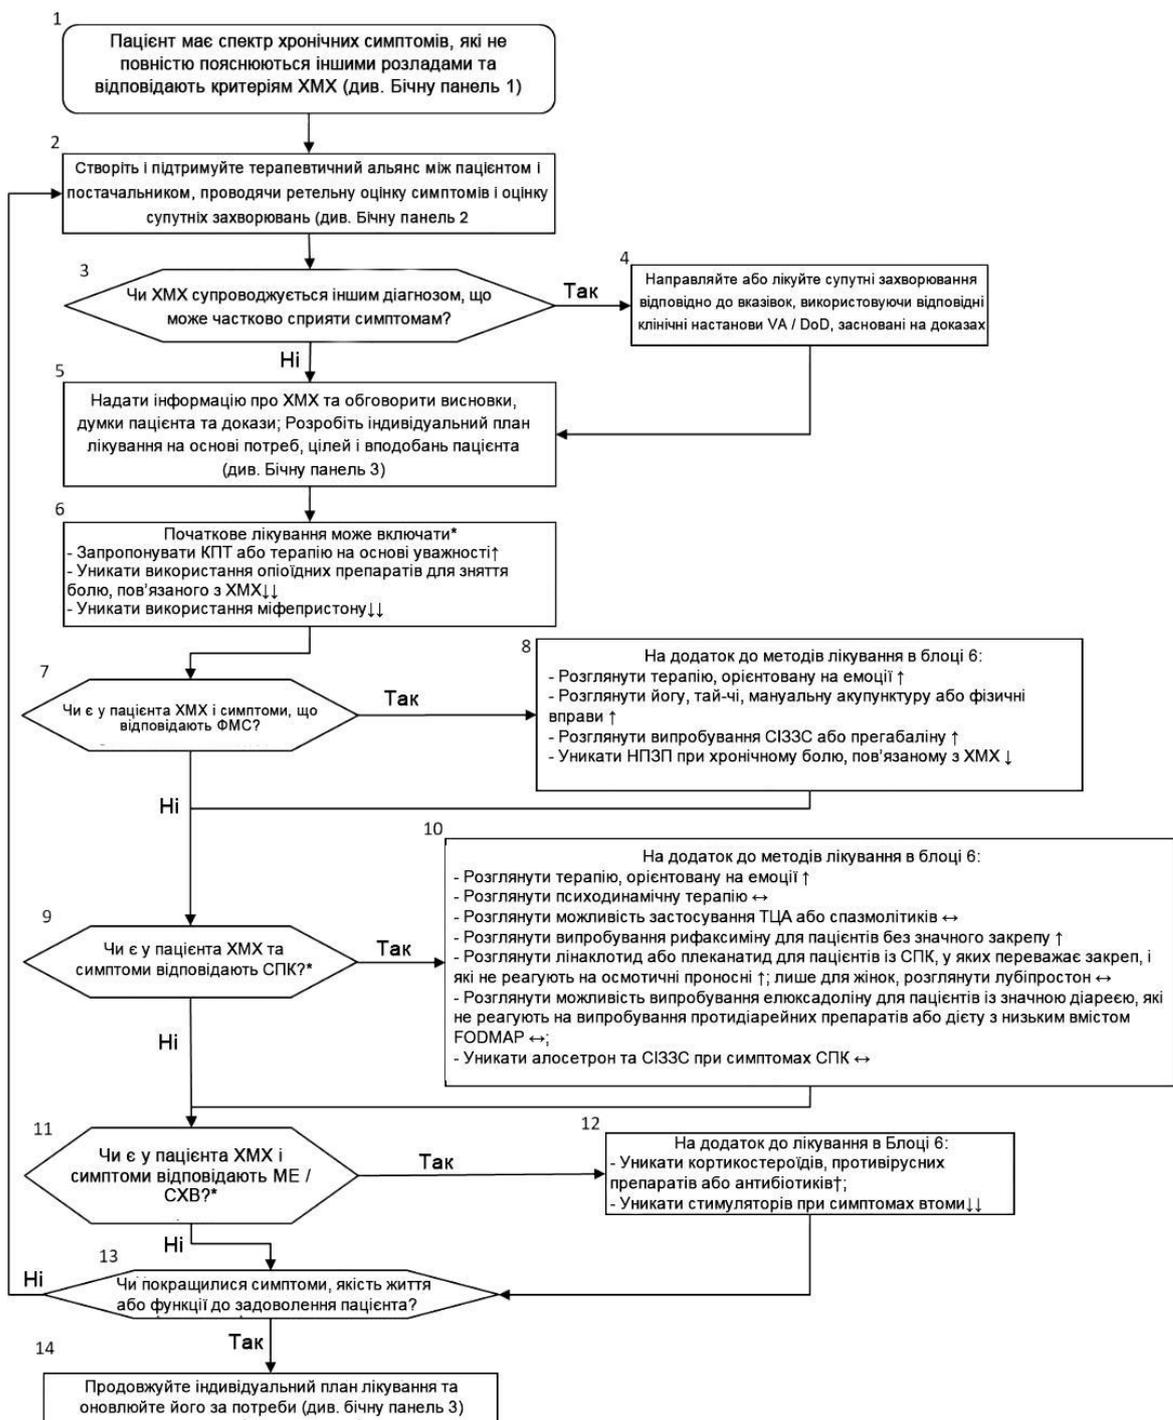 1
Пацієнт має спектр хронічних симптомів, які не
повністю пояснюються іншими розладами та
відповідають критеріям ХМХ (див. Бічну панель 1)
2
Створіть і підтримуйте терапевтичний альянс між пацієнтом і
постачальником, проводячи ретельну оцінку симптомів і оцінку
супутніх захворювань (див. Бічну панель 2
3
Чи ХМХ супроводжується іншим діагнозом, що
може частково сприяти симптомам?
Так
4
Направляйте або лікуйте супутні захворювання
відповідно до вказівок, використовуючи відповідні
клінічні настанови VA / DoD, засновані на доказах
Ні
5
Надати інформацію про ХМХ та обговорити висновки,
думки пацієнта та докази; Розробіть індивідуальний план
лікування на основі потреб, цілей і вподобань пацієнта
(див. Бічну панель 3)
6
Початкове лікування може включати*
- Запропонувати КПТ або терапію на основі уважності↑
- Уникати використання опіоїдних препаратів для зняття
болю, пов’язаного з ХМХ↓↓
- Уникати використання міфепристону↓↓
7
Чи є у пацієнта ХМХ і симптоми, що
відповідають ФМС?
Так
8
На додаток до методів лікування в блоці 6:
- Розглянути терапію, орієнтовану на емоції ↑
- Розглянути йогу, тай-чі, мануальну акупунктуру або фізичні
вправи ↑
- Розглянути випробування СІЗЗС або прегабаліну ↑
- Уникати НПЗП при хронічному болю, пов’язаному з ХМХ ↓
Ні
9
Чи є у пацієнта ХМХ та
симптоми відповідають СПК?*
Так
10
На додаток до методів лікування в блоці 6:
- Розглянути терапію, орієнтовану на емоції ↑
- Розглянути психодинамічну терапію ↔
- Розглянути можливість застосування ТЦА або спазмолітиків ↔
- Розглянути випробування рифаксиміну для пацієнтів без значного закрепу ↑
- Розглянути лінаклотид або плеканатид для пацієнтів із СПК, у яких переважає закреп, і
які не реагують на осмотичні проносні ↑; лише для жінок, розглянути лубіпростон ↔
- Розглянути можливість випробування елюксадоліну для пацієнтів із значною діареєю, які
не реагують на випробування протидіарейних препаратів або дієту з низьким вмістом
FODMAP ↔;
- Уникати алосетрон та СІЗЗС при симптомах СПК ↔
Ні
11
Чи є у пацієнта ХМХ і
симптоми відповідають МЕ /
СХВ?*
Так
12
На додаток до лікування в Блоці 6:
- Уникати кортикостероїдів, противірусних
препаратів або антибіотиків†;
- Уникати стимуляторів при симптомах втоми↓↓
Ні
13
Чи покращилися симптоми, якість життя
або функції до задоволення пацієнта?
Ні
Так
14
Продовжуйте індивідуальний план лікування та
оновлюйте його за потреби (див. бічну панель 3)